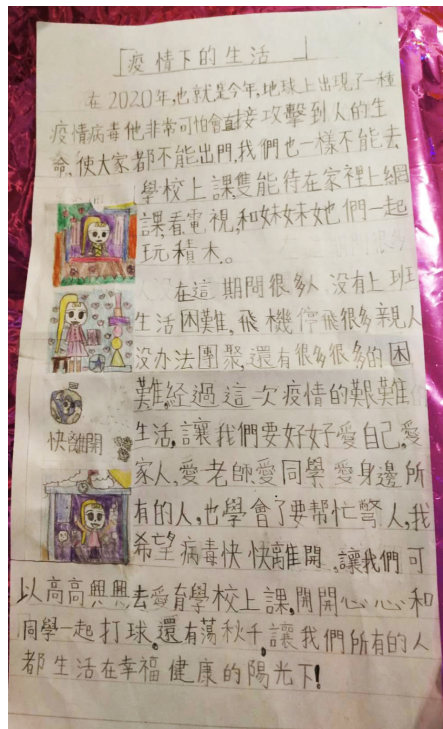 「疫情下的生活」
在2020年,也就是今年,地球上出現了一種
疫情病毒他非常可怕會直接攻擊到人的生
命,使大家都不能出門,我們也一樣不能去
學校上課,隻能待在家裡上網
課,看電視,和妹妹她們一起
玩積木。
在這期間很多人沒有上班
生活困難,飛機停飛很多親人
沒办法團聚,還有很多很多的困
難,經過這一次疫情的艱難
快離開
生活,讓我們要好好愛自己,愛
家人,愛老師,愛同學愛身邊所
有的人,也學會了要帮忙警人,我
希望病毒快快離開,讓我們可
以高高興興去愛育學校上課,開開心心和
同學一起打球,還有蕩秋千,讓我們所有的人
都生活在幸福健康的陽光下!